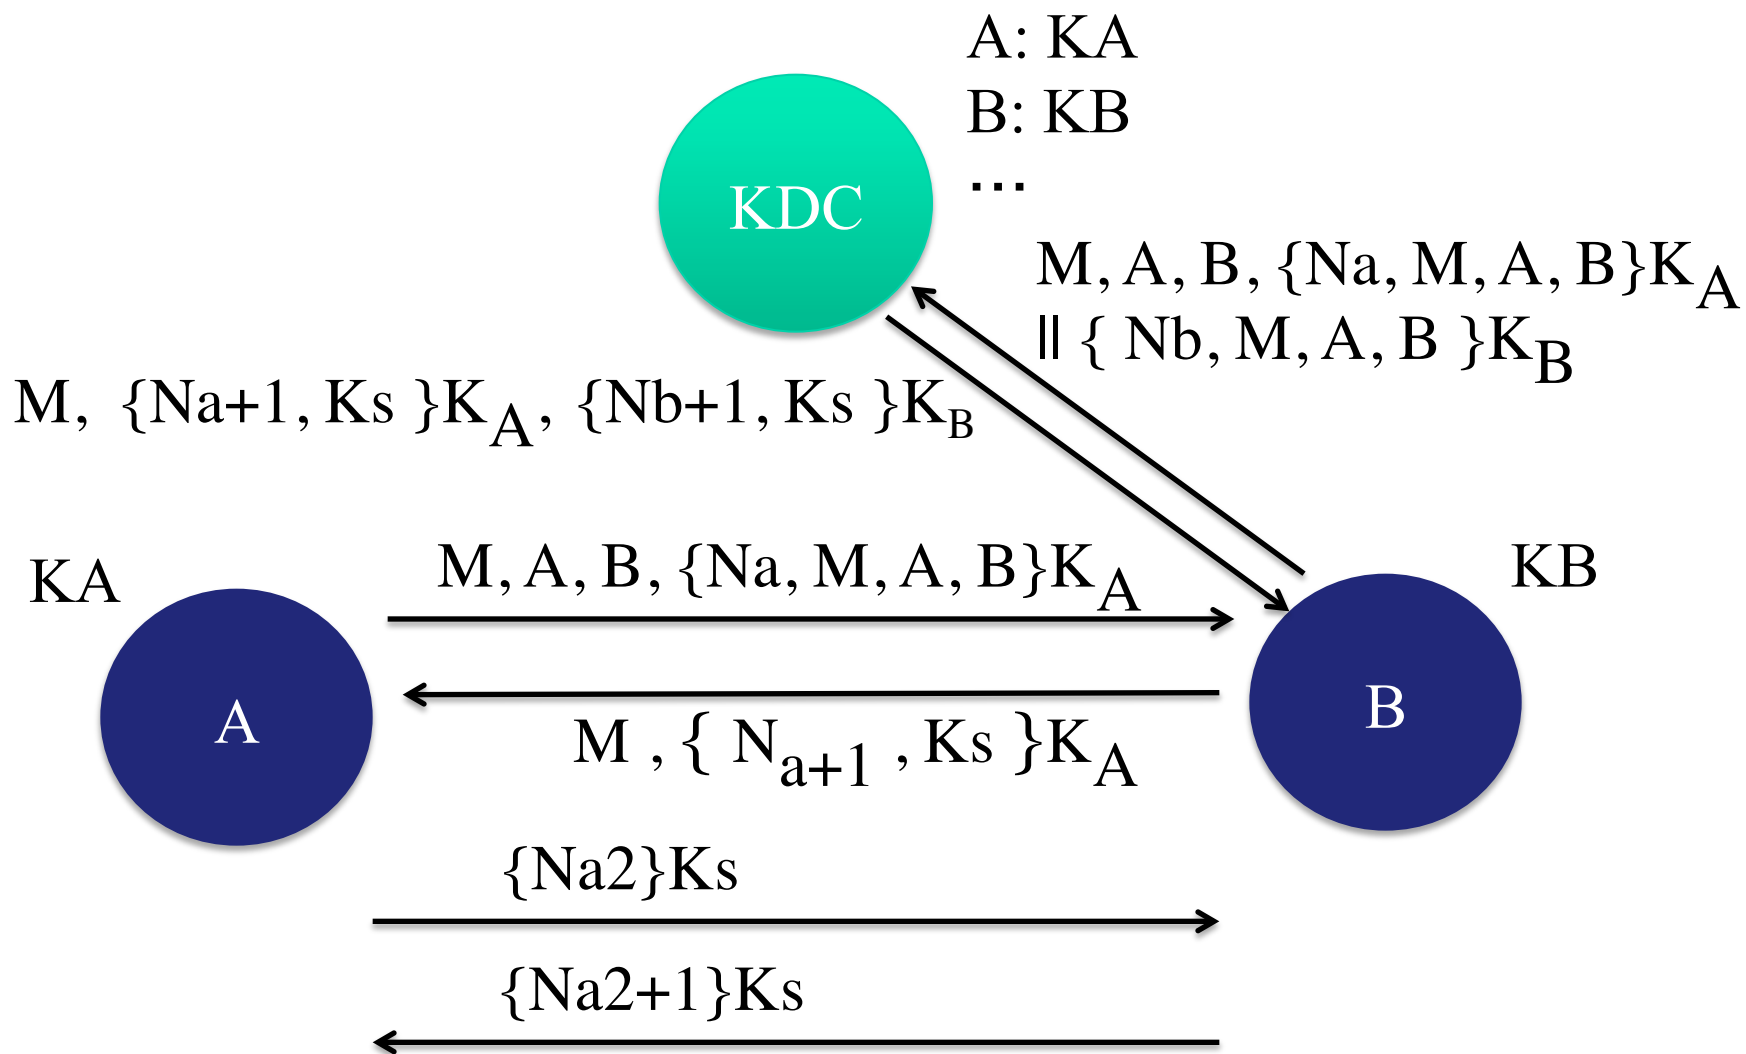 A: KA
B: KB
...
KDC
M, A, B, {Na, M, A, B}KA
|| { Nb, M, A, B }KB
M, {Na+1, Ks }KA, {Nb+1, Ks }KB
KA
M, A, B, {Na, M, A, B}KA
KB
A
B
M , { Na+1 , Ks }KA
{Na2}Ks
{Na2+1}Ks